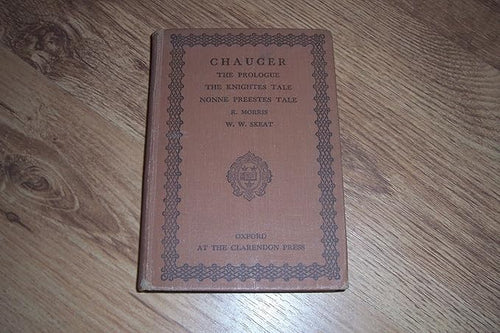 CHAUCER
THE PROLOGUE
THE KNIGHTES TALE
NONNE PREESTES TALE
R. MORRIS
W. W. SKEAT
OXFORD
AT THE CLARENDON PRESS